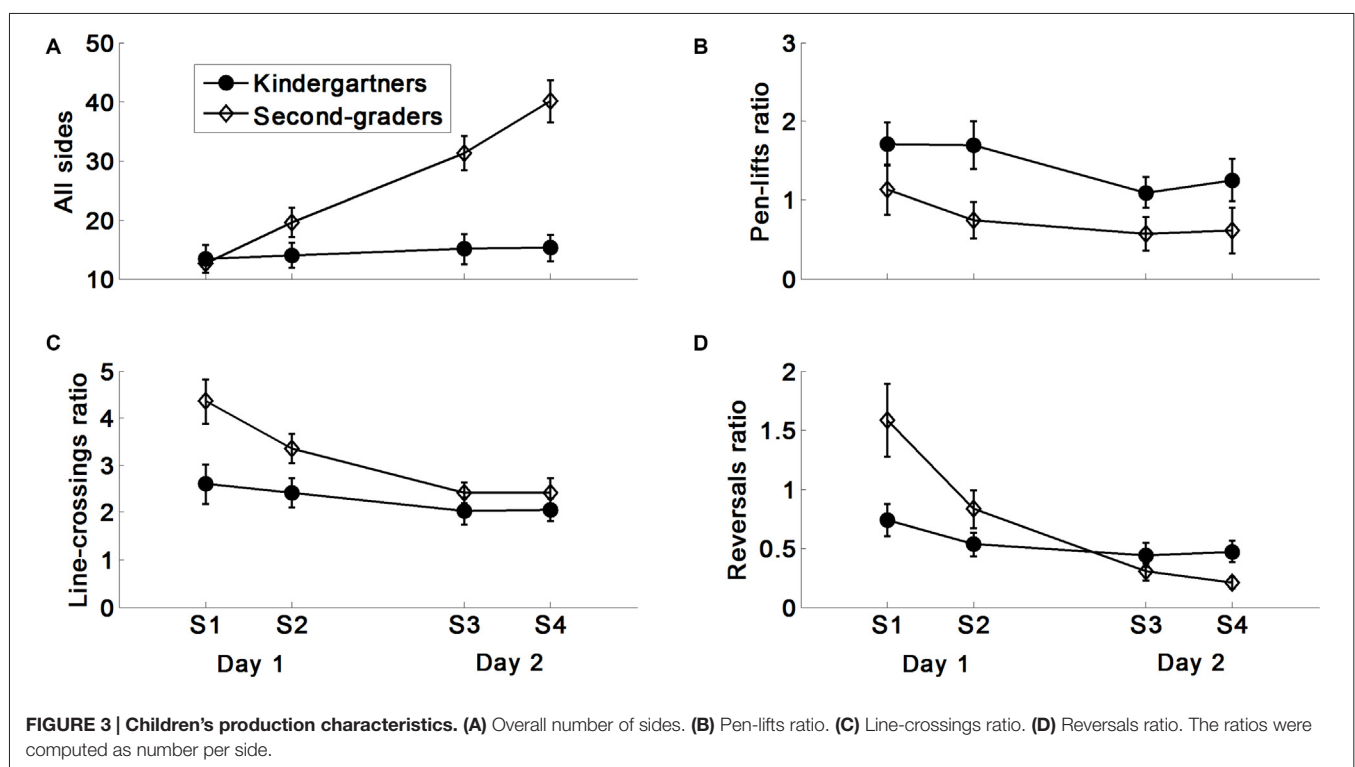 A
50
40
30
20
10
All sides
Kindergartners
Second-graders
B
3
2
1
0
Pen-lifts ratio
C
5
4
3
2
1
0
Line-crossings ratio
S1 S2 S3 S4
Day 1 Day 2
D
2
1.5
1
0.5
0
Reversals ratio
S1 S2 S3 S4
Day 1 Day 2
FIGURE 3 | Children’s production characteristics. (A) Overall number of sides. (B) Pen-lifts ratio. (C) Line-crossings ratio. (D) Reversals ratio. The ratios were
computed as number per side.